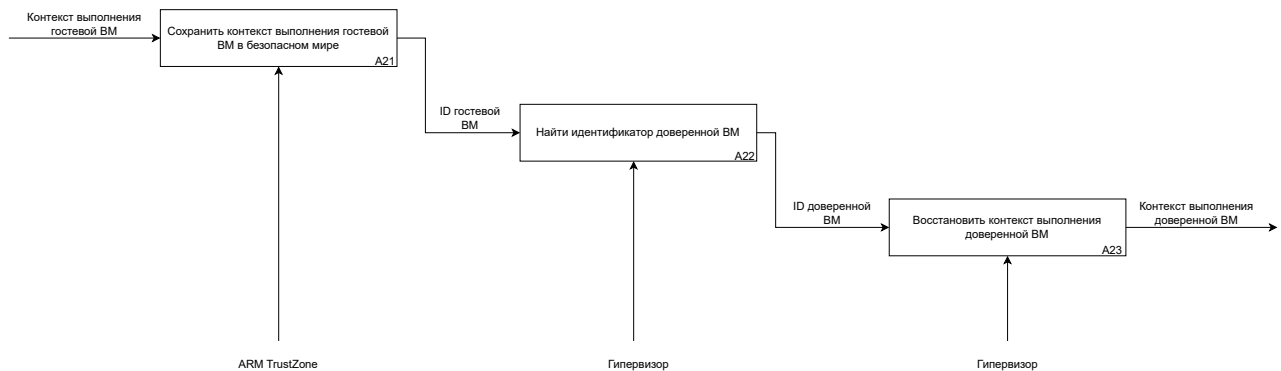 Контекст выполнения
гостевой ВМ
Сохранить контекст выполнения гостевой
ВМ в безопасном мире
A21
ID гостевой
ВМ
Найти идентификатор доверенной ВМ
A22
ID доверенной
ВМ
Восстановить контекст выполнения
доверенной ВМ
A23
Контекст выполнения
доверенной ВМ
ARM TrustZone
Гипервизор
Гипервизор